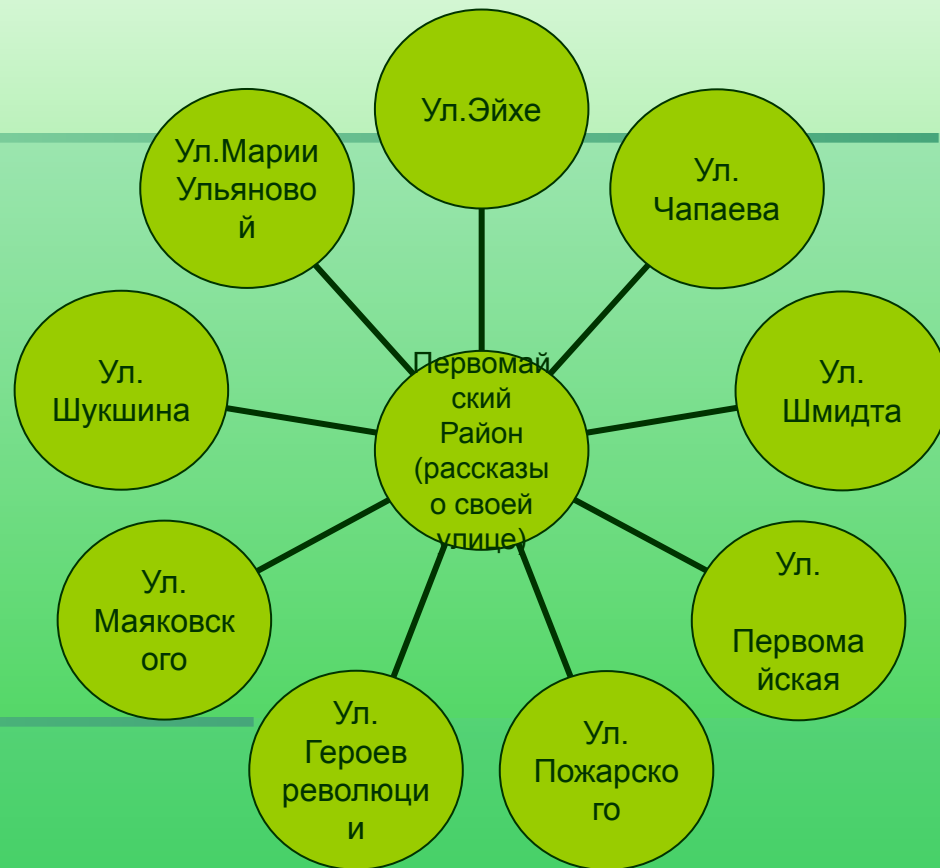 Ул.Эйхе
Ул.Марии
Ульяново
й
Ул.
Чапаева
Ул.
Шукшина
Первомай
ский
Район
(рассказы
о своей
улице)
Ул.
Шмидта
Ул.
Маяковск
ого
Ул.
Первома
йская
Ул.
Героев
революци
и
Ул.
Пожарско
го